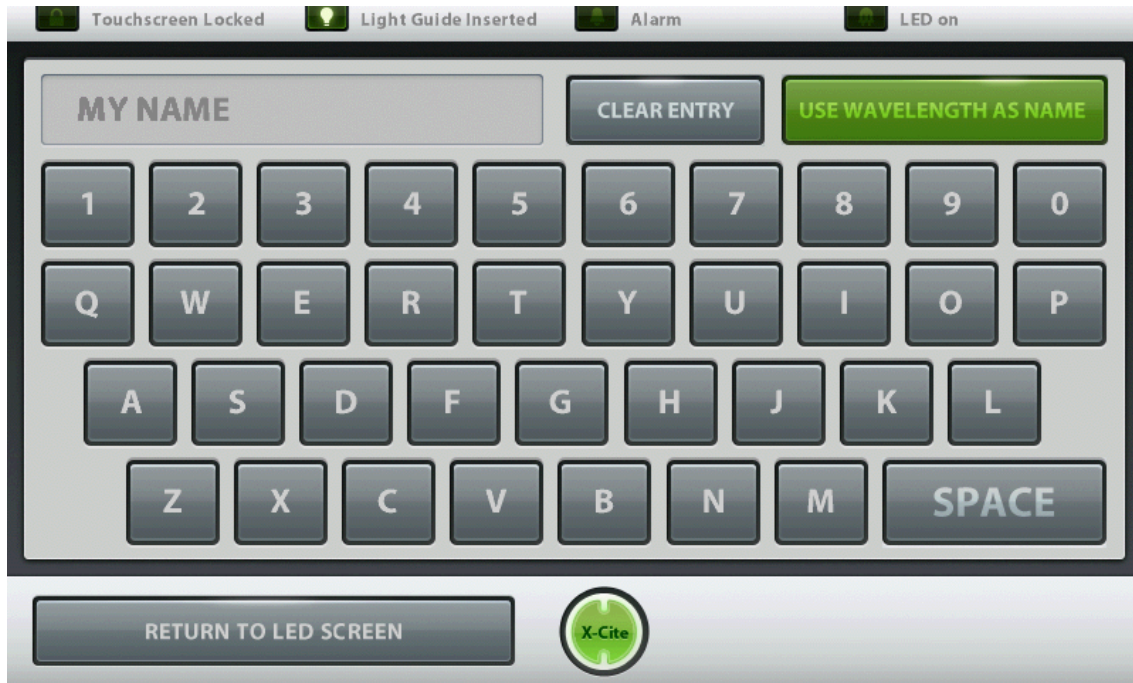 Touchscreen Locked Light Guide Inserted Alarm LED on
MY NAME CLEAR ENTRY USE WAVELENGTH AS NAME
1 2 3 4 5 6 7 8 9 0
Q W E R T Y U I O P
A S D F G H J K L
Z X C V B N M SPACE
RETURN TO LED SCREEN X-Cite